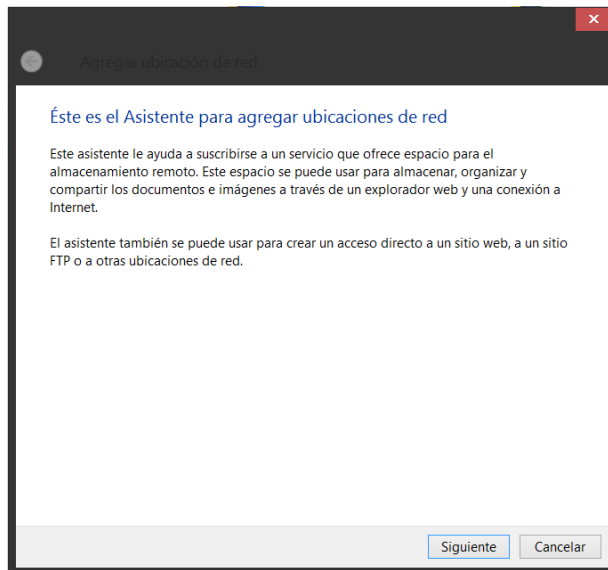 Agregar ubicación de red
Éste es el Asistente para agregar ubicaciones de red
Este asistente le ayuda a suscribirse a un servicio que ofrece espacio para el
almacenamiento remoto. Este espacio se puede usar para almacenar, organizar y
compartir los documentos e imágenes a través de un explorador web y una conexión a
Internet.
El asistente también se puede usar para crear un acceso directo a un sitio web, a un sitio
FTP o a otras ubicaciones de red.
Siguiente
Cancelar